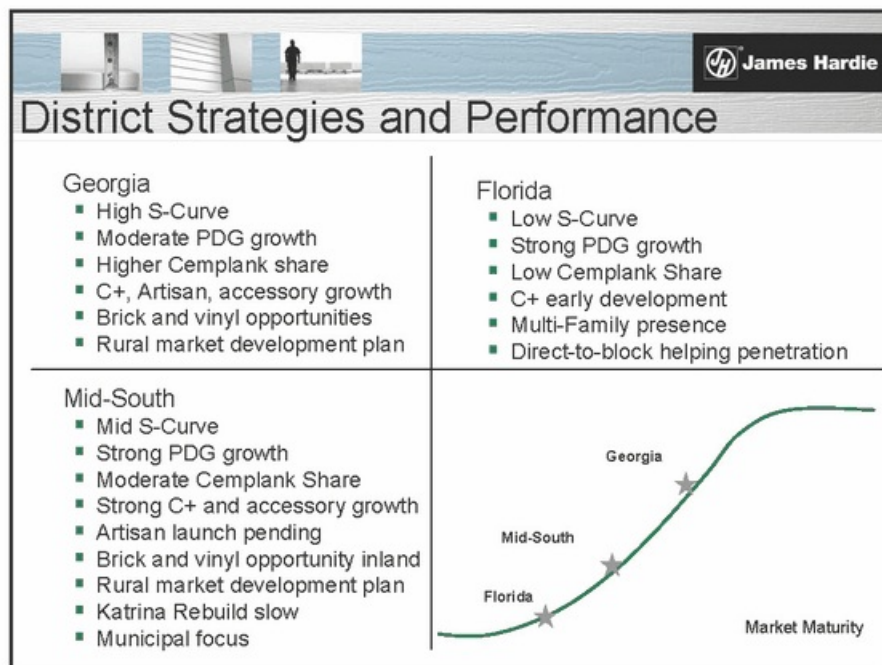 James Hardie
District Strategies and Performance
Georgia
High S-Curve
Moderate PDG growth
Higher Cemplank share
C+, Artisan, accessory growth
Brick and vinyl opportunities
Rural market development plan
Florida
Low S-Curve
Strong PDG growth
Low Cemplank Share
C+ early development
Multi-Family presence
Direct-to-block helping penetration
Mid-South
Mid S-Curve
Strong PDG growth
Moderate Cemplank Share
Strong C+ and accessory growth
Artisan launch pending
Brick and vinyl opportunity inland
Rural market development plan
Katrina Rebuild slow
Municipal focus
Georgia
Mid-South
Florida
Market Maturity